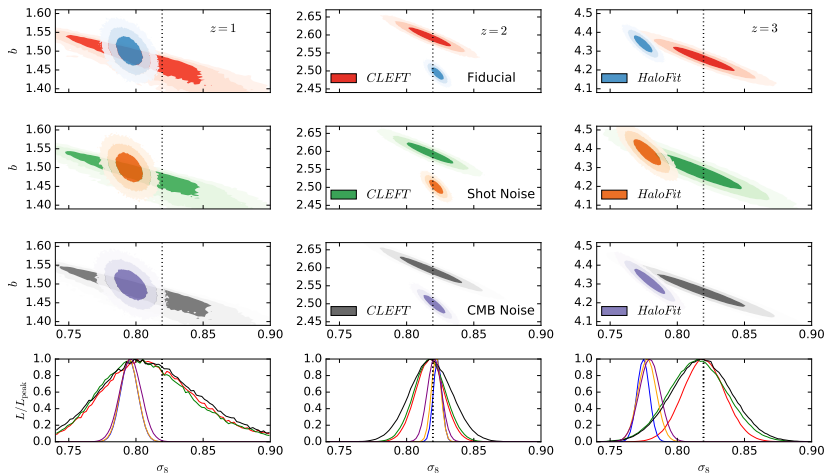 1.60
1.55
1.50
1.45
1.40
b
z = 1
2.65
2.60
2.55
2.50
2.45
z = 2
CLEFT
Fiducial
4.5
4.4
4.3
4.2
4.1
z = 3
HaloFit
1.60
1.55
1.50
1.45
1.40
b
2.65
2.60
2.55
2.50
2.45
CLEFT
Shot Noise
4.5
4.4
4.3
4.2
4.1
HaloFit
1.60
1.55
1.50
1.45
1.40
b
0.75 0.80 0.85 0.90
2.65
2.60
2.55
2.50
2.45
CLEFT
CMB Noise
0.75 0.80 0.85 0.90
4.5
4.4
4.3
4.2
4.1
HaloFit
0.75 0.80 0.85 0.90
1.0
0.8
0.6
0.4
0.2
0.0
L/Lpeak
0.75 0.80 0.85 0.90
σ8
1.0
0.8
0.6
0.4
0.2
0.0
0.75 0.80 0.85 0.90
σ8
1.0
0.8
0.6
0.4
0.2
0.0
0.75 0.80 0.85 0.90
σ8